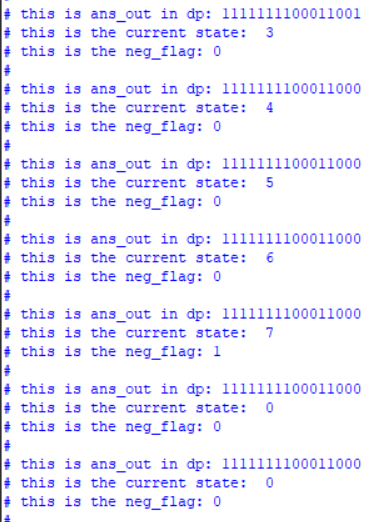 # this is ans_out in dp: 1111111100011001
# this is the current state:  3
# this is the neg_flag: 0
#
# this is ans_out in dp: 1111111100011000
# this is the current state:  4
# this is the neg_flag: 0
#
# this is ans_out in dp: 1111111100011000
# this is the current state:  5
# this is the neg_flag: 0
#
# this is ans_out in dp: 1111111100011000
# this is the current state:  6
# this is the neg_flag: 0
#
# this is ans_out in dp: 1111111100011000
# this is the current state:  7
# this is the neg_flag: 1
#
# this is ans_out in dp: 1111111100011000
# this is the current state:  0
# this is the neg_flag: 0
#
# this is ans_out in dp: 1111111100011000
# this is the current state:  0
# this is the neg_flag: 0
#